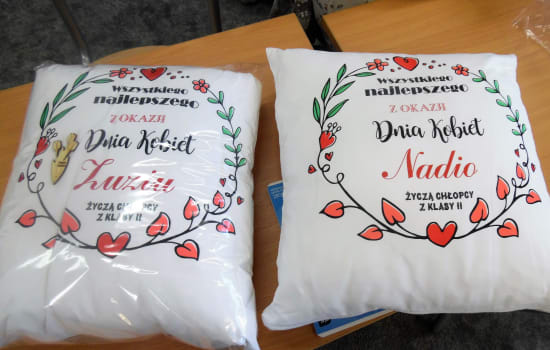 Wszystkiego
najlepszego
Z OKAZJI
Dnia Kobiet
Zuziu
ŻYCZĄ CHŁOPCY
Z KLASY II
Wszystkiego
najlepszego
Z OKAZJI
Dnia Kobiet
Nadio
ŻYCZĄ CHŁOPCY
Z KLASY II